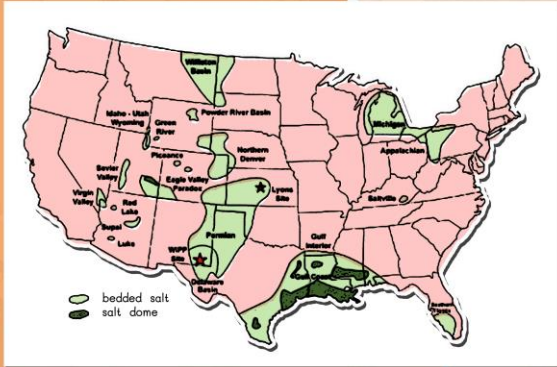 Williston
Basin
Idaho - Utah
Wyoming
Green
River
Powder River Basin
Michigan
Appalachian
Piceance
Northern
Denver
Sevier
Valley
Eagle Valley
Paradox
Lyons
Site
Virgin
Valley
Red
Lake
Saltville
Supai
Luke
Permian
Gulf
Interior
WIPP
Site
Gulf Coast
Delaware
Basin
bedded salt
salt dome